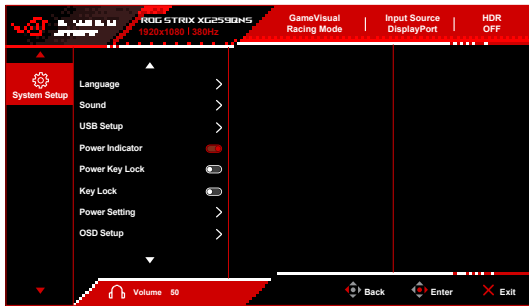 ROG STRIX XG259QNS
1920x1080 | 380Hz
GameVisual
Racing Mode
Input Source
DisplayPort
HDR
OFF
System Setup
Language
Sound
USB Setup
Power Indicator
Power Key Lock
Key Lock
Power Setting
OSD Setup
Volume 50
Back
Enter
Exit